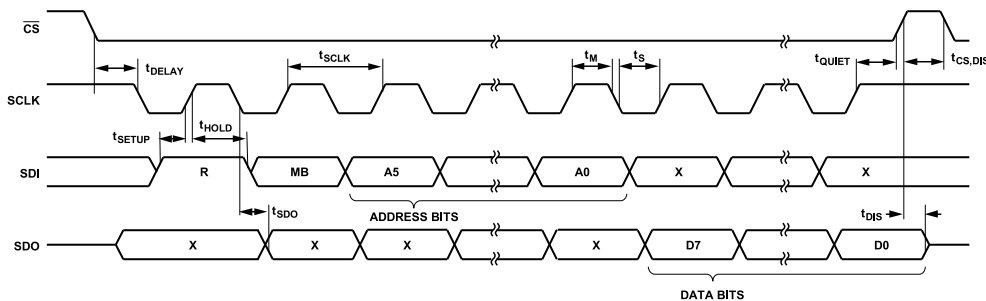 CS
tDELAY
tSCLK
tM
tS
tQUIET
tCS,DIS
SCLK
tSETUP
tHOLD
SDI
R
MB
A5
A0
X
X
tSDO
ADDRESS BITS
tDIS
SDO
X
X
X
X
D7
D0
DATA BITS